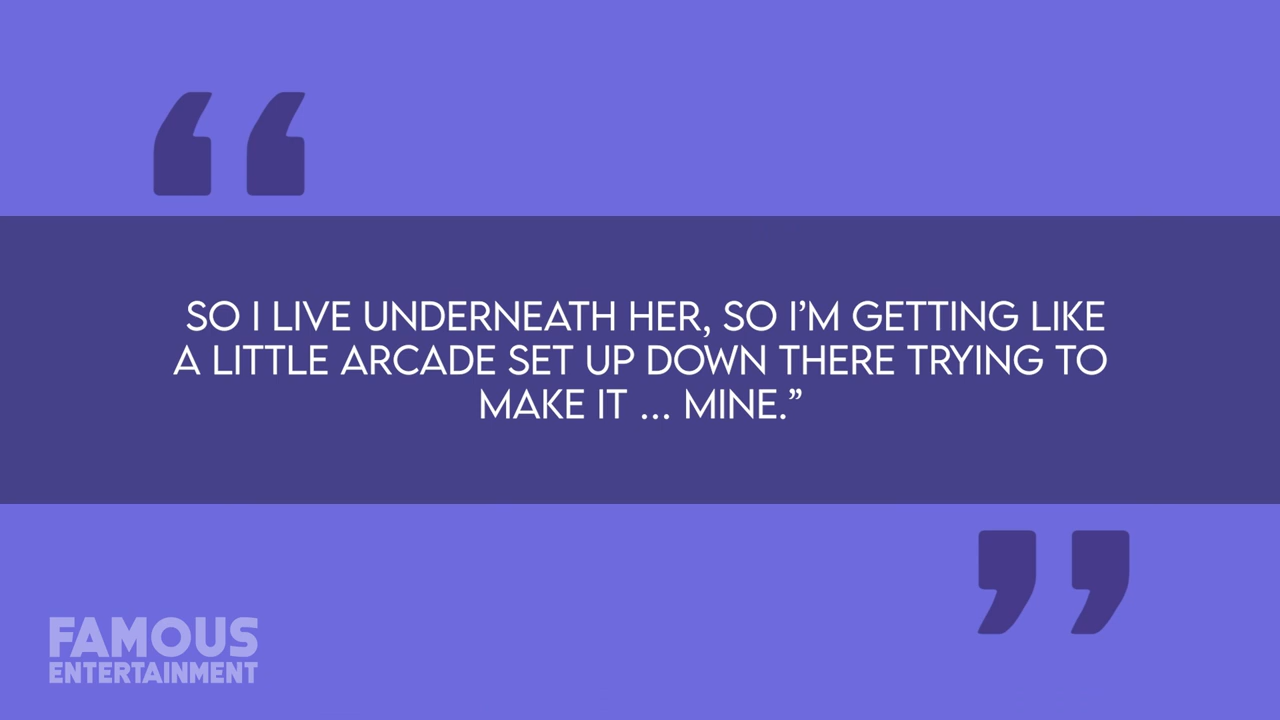 “
SO I LIVE UNDERNEATH HER, SO I’M GETTING LIKE
A LITTLE ARCADE SET UP DOWN THERE TRYING TO
MAKE IT ... MINE.”
”
FAMOUS
ENTERTAINMENT